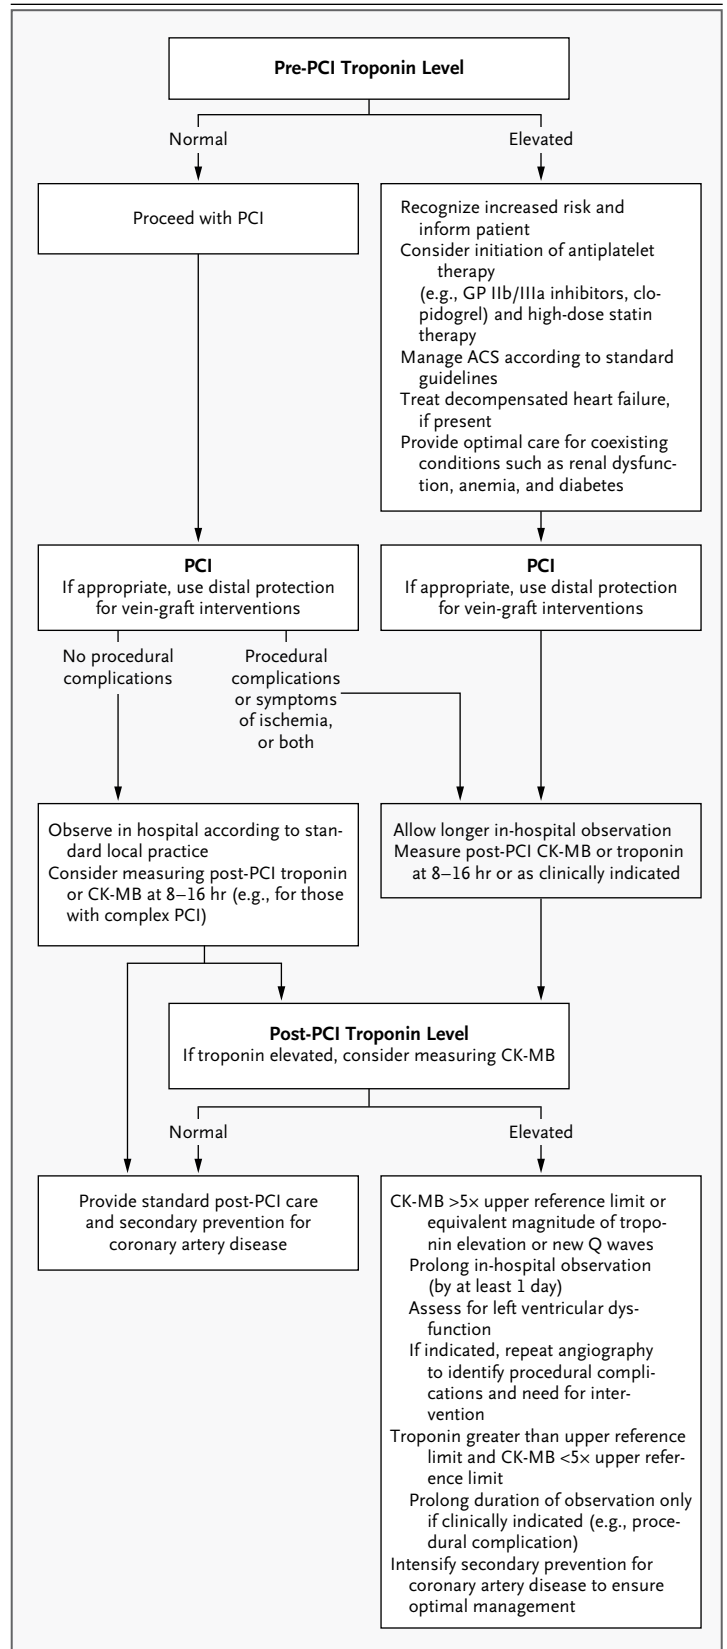 Pre-PCI Troponin Level
Normal
Elevated
Proceed with PCI
Recognize increased risk and
inform patient
Consider initiation of antiplatelet
therapy
(e.g., GP IIb/IIIa inhibitors, clo-
pidogrel) and high-dose statin
therapy
Manage ACS according to standard
guidelines
Treat decompensated heart failure,
if present
Provide optimal care for coexisting
conditions such as renal dysfunc-
tion, anemia, and diabetes
PCI
If appropriate, use distal protection
for vein-graft interventions
PCI
If appropriate, use distal protection
for vein-graft interventions
No procedural
complications
Procedural
complications
or symptoms
of ischemia,
or both
Observe in hospital according to stan-
dard local practice
Consider measuring post-PCI troponin
or CK-MB at 8–16 hr (e.g., for those
with complex PCI)
Allow longer in-hospital observation
Measure post-PCI CK-MB or troponin
at 8–16 hr or as clinically indicated
Post-PCI Troponin Level
If troponin elevated, consider measuring CK-MB
Normal
Elevated
Provide standard post-PCI care
and secondary prevention for
coronary artery disease
CK-MB >5× upper reference limit or
equivalent magnitude of tropo-
nin elevation or new Q waves
Prolong in-hospital observation
(by at least 1 day)
Assess for left ventricular dys-
function
If indicated, repeat angiography
to identify procedural compli-
cations and need for inter-
vention
Troponin greater than upper reference
limit and CK-MB <5× upper refer-
ence limit
Prolong duration of observation only
if clinically indicated (e.g., proce-
dural complication)
Intensify secondary prevention for
coronary artery disease to ensure
optimal management